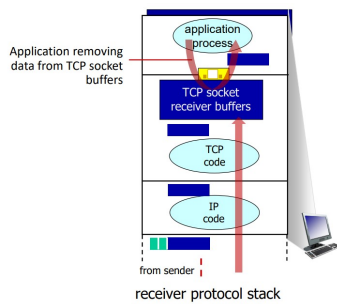 application
process
Application removing
data from TCP socket
buffers
TCP socket
receiver buffers
TCP
code
IP
code
from sender
receiver protocol stack